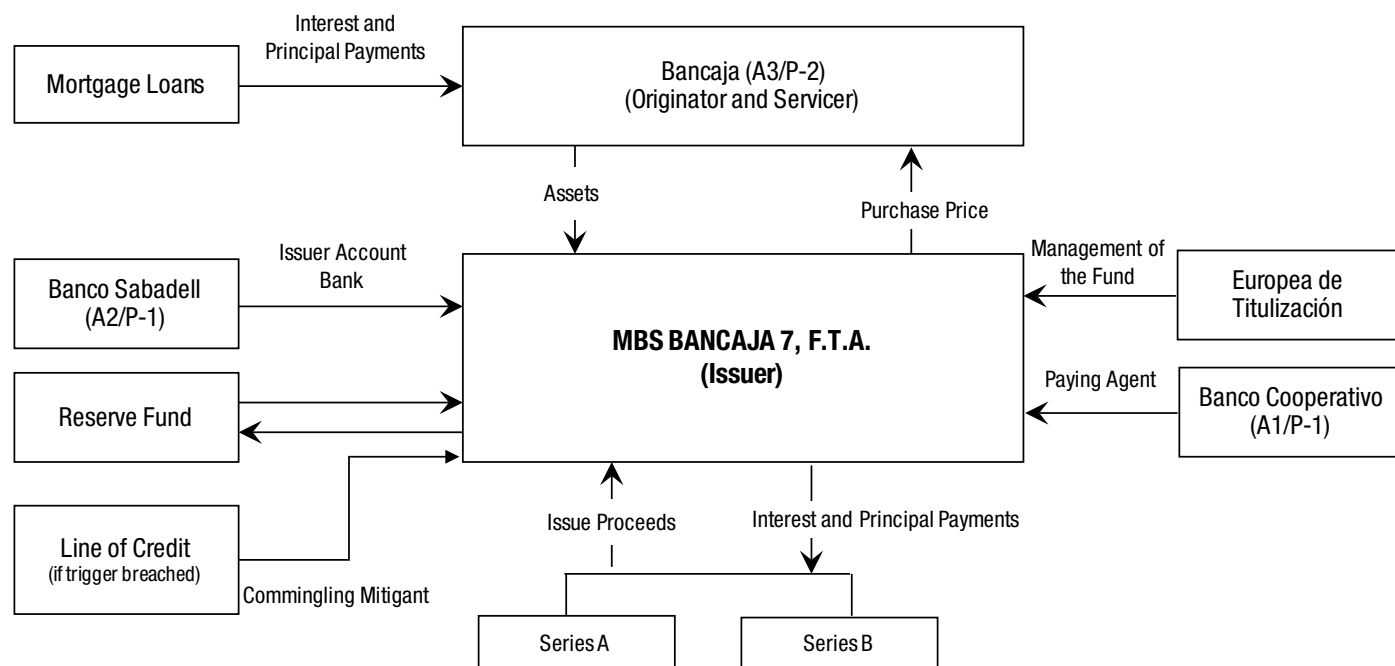 Interest and
Principal Payments
Mortgage Loans
Bancaja (A3/P-2)
(Originator and Servicer)
Assets
Purchase Price
Issuer Account
Bank
Banco Sabadell
(A2/P-1)
Management of
the Fund
Europea de
Titulización
MBS BANCAJA 7, F.T.A.
(Issuer)
Paying Agent
Banco Cooperativo
(A1/P-1)
Reserve Fund
Issue Proceeds
Interest and Principal Payments
Line of Credit
(if trigger breached)
Commingling Mitigant
Series A
Series B